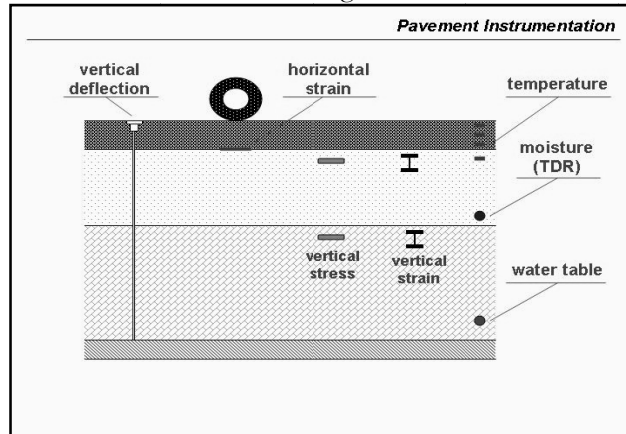 Pavement Instrumentation
vertical
deflection
horizontal
strain
temperature
moisture
(TDR)
vertical
stress
vertical
strain
water table